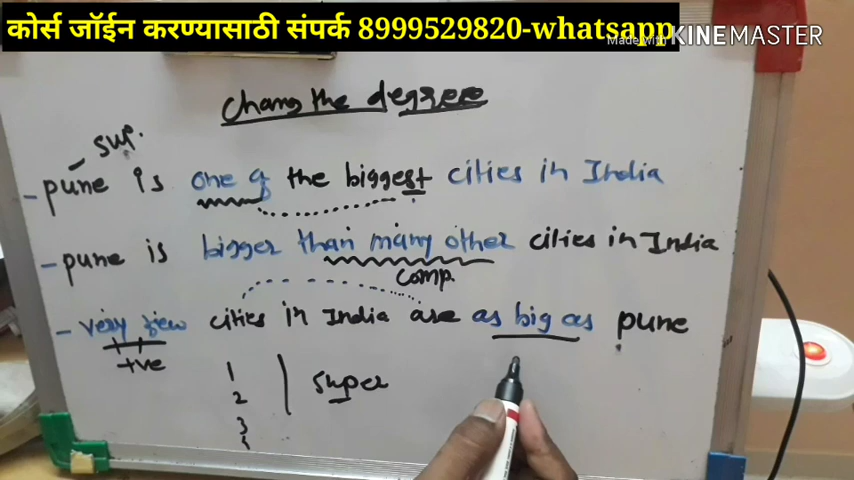 कोर्स जॉईन करण्यासाठी संपर्क 8999529820-whatsapp
Made with KINEMASTER
Chang the degree
sup.
- pune is one of the biggest cities in India
- pune is bigger than many other cities in India
comp.
- very few cities in India are as big as pune
+ve
1
2
super
3